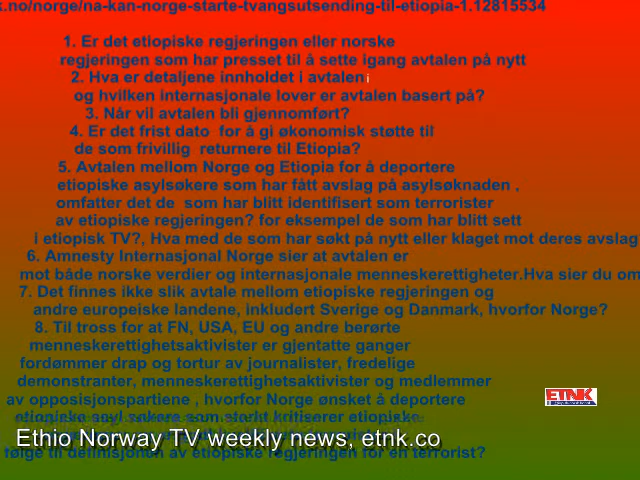 k.no/norge/na-kan-norge-starte-tvangsutsending-til-etiopia-1.12815534
1. Er det etiopiske regjeringen eller norske
regjeringen som har presset til å sette igang avtalen på nytt
2. Hva er detaljene innholdet i avtalen
og hvilken internasjonale lover er avtalen basert på?
3. Når vil avtalen bli gjennomført?
4. Er det frist dato for å gi økonomisk støtte til
de som frivillig returnere til Etiopia?
5. Avtalen mellom Norge og Etiopia for å deportere
etiopiske asylsøkere som har fått avslag på asylsøknaden ,
omfatter det de som har blitt identifisert som terrorister
av etiopiske regjeringen? for eksempel de som har blitt sett
i etiopisk TV?, Hva med de som har søkt på nytt eller klaget mot deres avslag
6. Amnesty Internasjonal Norge sier at avtalen er
mot både norske verdier og internasjonale menneskerettigheter.Hva sier du om
7. Det finnes ikke slik avtale mellom etiopiske regjeringen og
andre europeiske landene, inkludert Sverige og Danmark, hvorfor Norge?
8. Til tross for at FN, USA, EU og andre berørte
menneskerettighetsaktivister er gjentatte ganger
fordømmer drap og tortur av journalister, fredelige
demonstranter, menneskerettighetsaktivister og medlemmer
av opposisjonspartiene , hvorfor Norge ønsket å deportere
ETNK
etiopiske asylsøkere som sterkt kritiserer etiopiske
Ethio Norway TV weekly news, etnk.co
følge til definisjonen av etiopiske regjeringen for en terrorist?